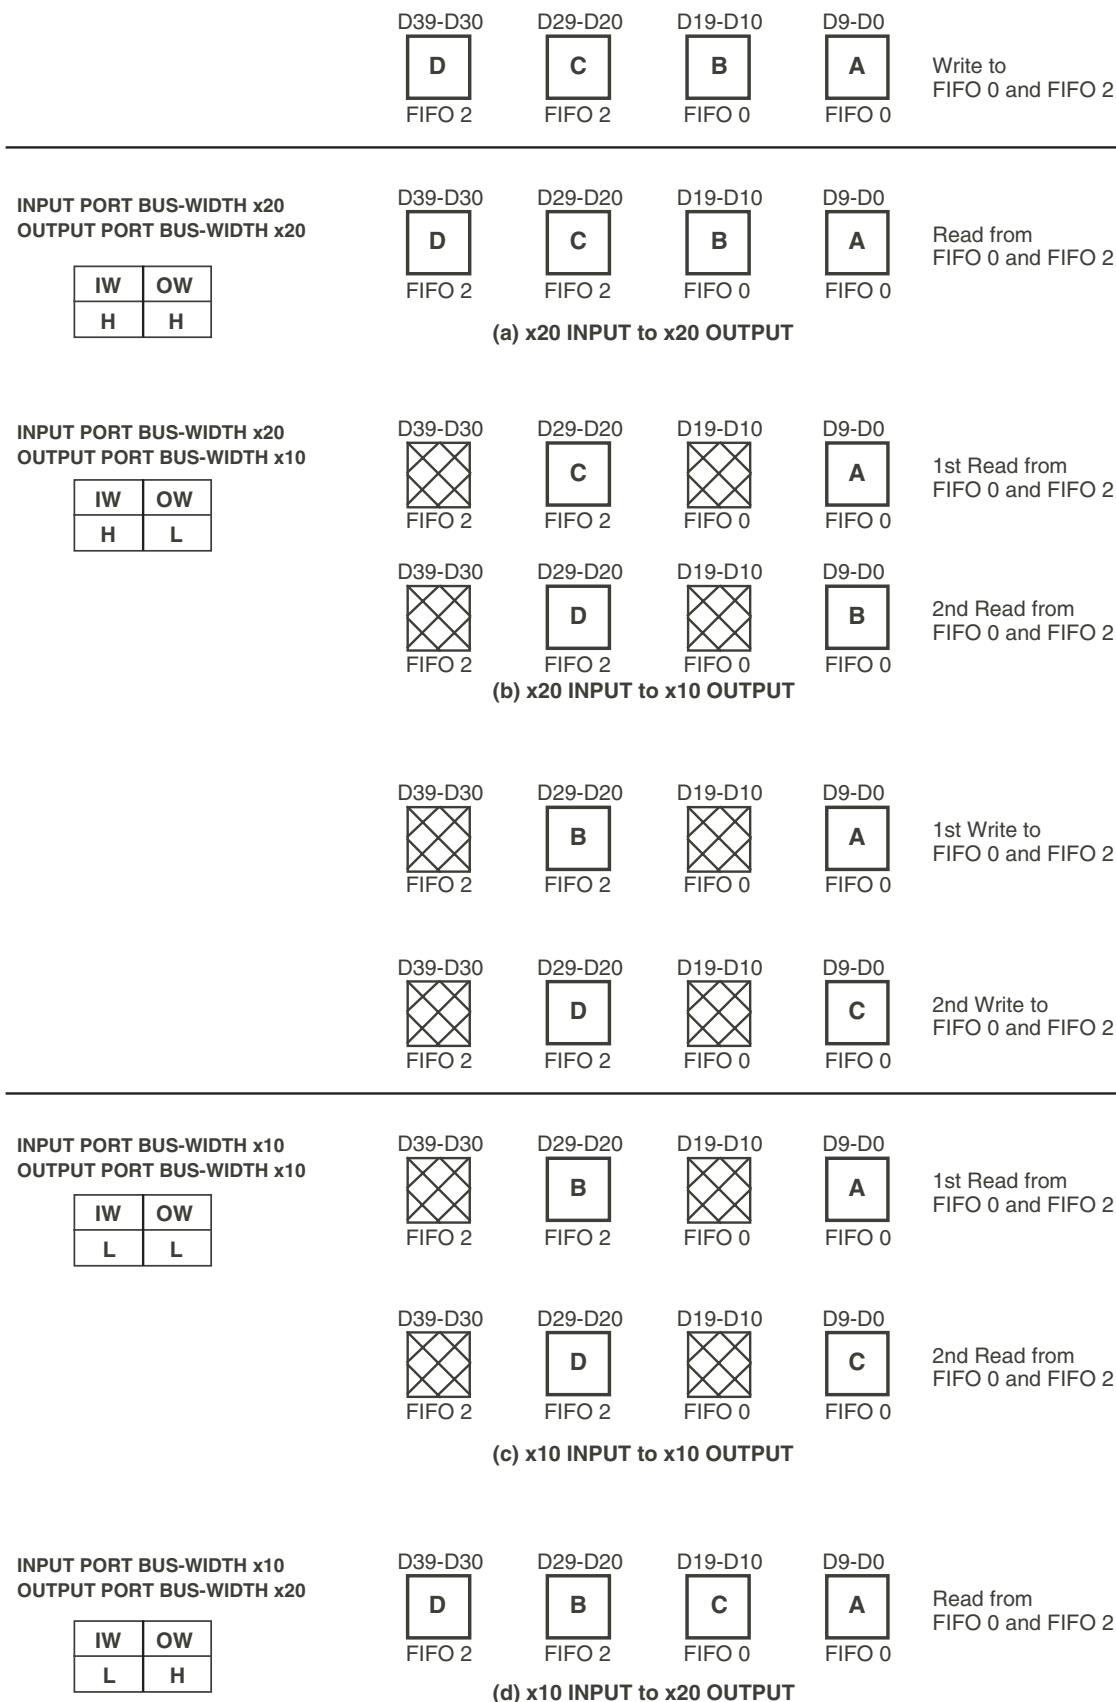 D39-D30 D29-D20 D19-D10 D9-D0
D C B A
FIFO 2 FIFO 2 FIFO 0 FIFO 0
Write to
FIFO 0 and FIFO 2
INPUT PORT BUS-WIDTH x20
OUTPUT PORT BUS-WIDTH x20
IW OW
H H
D39-D30 D29-D20 D19-D10 D9-D0
D C B A
FIFO 2 FIFO 2 FIFO 0 FIFO 0
Read from
FIFO 0 and FIFO 2
(a) x20 INPUT to x20 OUTPUT
INPUT PORT BUS-WIDTH x20
OUTPUT PORT BUS-WIDTH x10
IW OW
H L
D39-D30 D29-D20 D19-D10 D9-D0
C A
FIFO 2 FIFO 2 FIFO 0 FIFO 0
1st Read from
FIFO 0 and FIFO 2
D39-D30 D29-D20 D19-D10 D9-D0
D B
FIFO 2 FIFO 2 FIFO 0 FIFO 0
2nd Read from
FIFO 0 and FIFO 2
(b) x20 INPUT to x10 OUTPUT
D39-D30 D29-D20 D19-D10 D9-D0
B A
FIFO 2 FIFO 2 FIFO 0 FIFO 0
1st Write to
FIFO 0 and FIFO 2
D39-D30 D29-D20 D19-D10 D9-D0
D C
FIFO 2 FIFO 2 FIFO 0 FIFO 0
2nd Write to
FIFO 0 and FIFO 2
INPUT PORT BUS-WIDTH x10
OUTPUT PORT BUS-WIDTH x10
IW OW
L L
D39-D30 D29-D20 D19-D10 D9-D0
B A
FIFO 2 FIFO 2 FIFO 0 FIFO 0
1st Read from
FIFO 0 and FIFO 2
D39-D30 D29-D20 D19-D10 D9-D0
D C
FIFO 2 FIFO 2 FIFO 0 FIFO 0
2nd Read from
FIFO 0 and FIFO 2
(c) x10 INPUT to x10 OUTPUT
INPUT PORT BUS-WIDTH x10
OUTPUT PORT BUS-WIDTH x20
IW OW
L H
D39-D30 D29-D20 D19-D10 D9-D0
D B C A
FIFO 2 FIFO 2 FIFO 0 FIFO 0
Read from
FIFO 0 and FIFO 2
(d) x10 INPUT to x20 OUTPUT